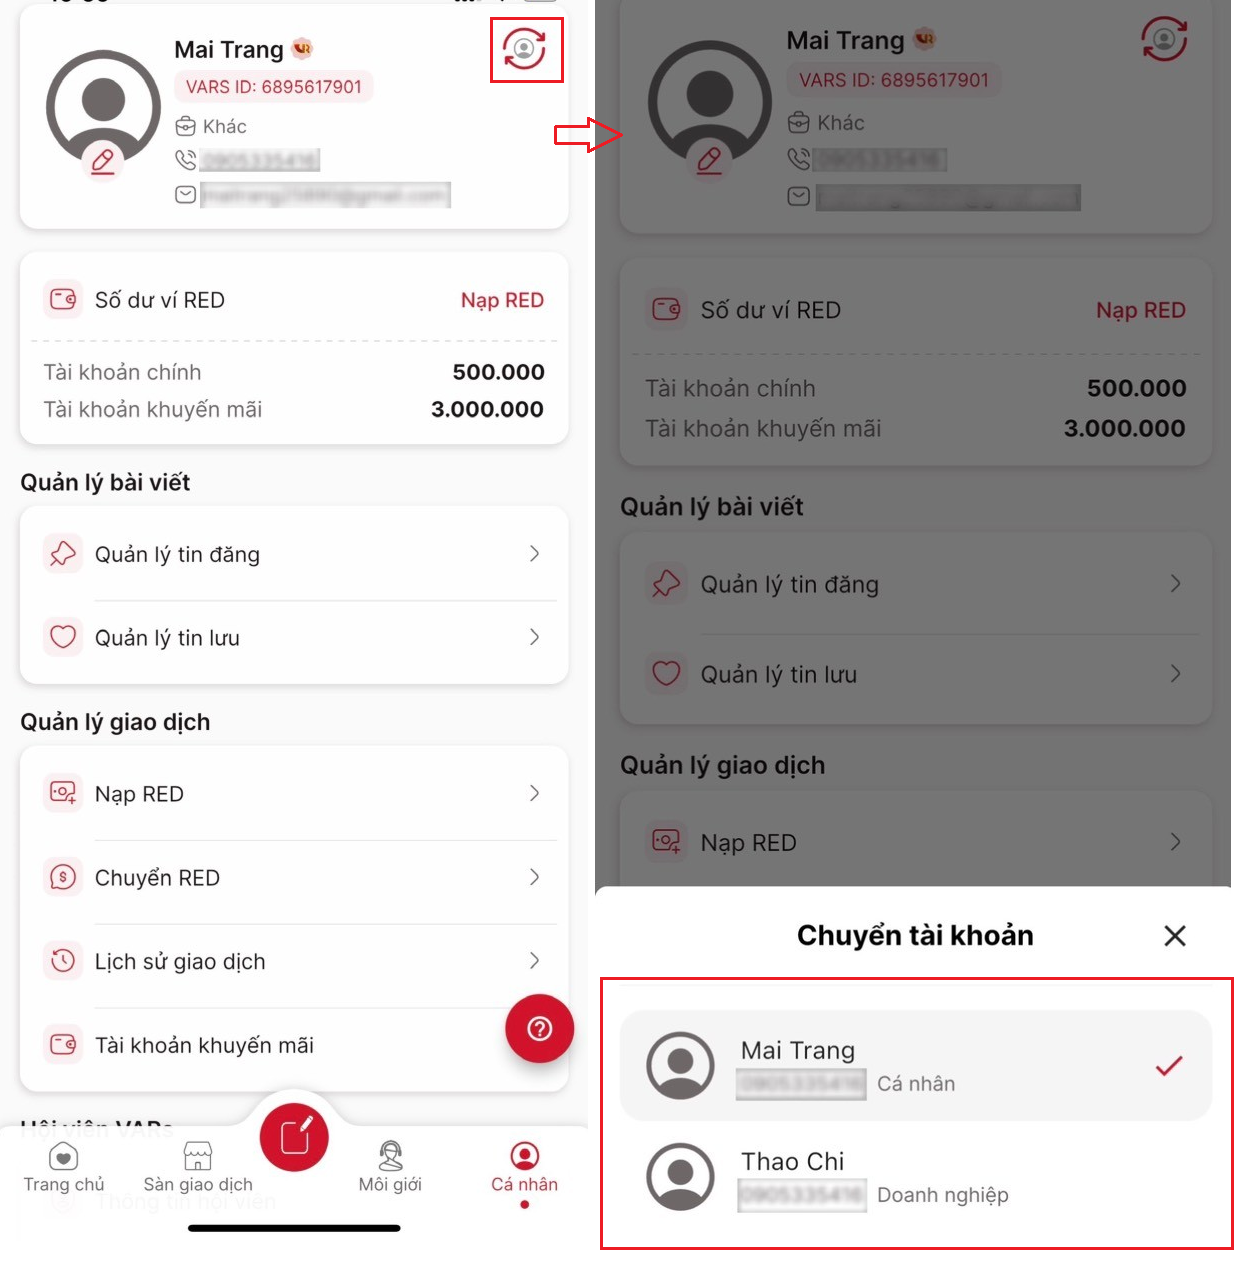 Mai Trang
VARS ID: 6895617901
Khác
Số dư ví RED
Nạp RED
Tài khoản chính
500.000
Tài khoản khuyến mãi
3.000.000
Quản lý bài viết
Quản lý tin đăng
Quản lý tin lưu
Quản lý giao dịch
Nạp RED
Chuyển RED
Lịch sử giao dịch
Tài khoản khuyến mãi
Hội viên VARs
Thông tin hội viên
Trang chủ
Sàn giao dịch
Môi giới
Cá nhân
Mai Trang
VARS ID: 6895617901
Khác
Số dư ví RED
Nạp RED
Tài khoản chính
500.000
Tài khoản khuyến mãi
3.000.000
Quản lý bài viết
Quản lý tin đăng
Quản lý tin lưu
Quản lý giao dịch
Nạp RED
Chuyển tài khoản
Mai Trang
Cá nhân
Thao Chi
Doanh nghiệp